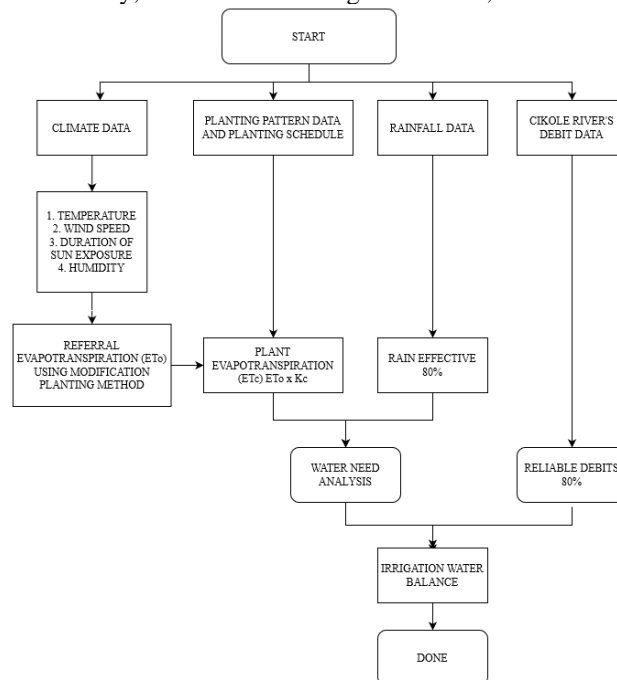 START
CLIMATE DATA
PLANTING PATTERN DATA
AND PLANTING SCHEDULE
RAINFALL DATA
CIKOLE RIVER'S
DEBIT DATA
1. TEMPERATURE
2. WIND SPEED
3. DURATION OF
SUN EXPOSURE
4. HUMIDITY
REFERRAL
EVAPOTRANSPIRATION (ETo)
USING MODIFICATION
PLANTING METHOD
PLANT
EVAPOTRANSPIRATION
(ETc) ETo x Kc
RAIN EFFECTIVE
80%
WATER NEED
ANALYSIS
RELIABLE DEBITS
80%
IRRIGATION WATER
BALANCE
DONE